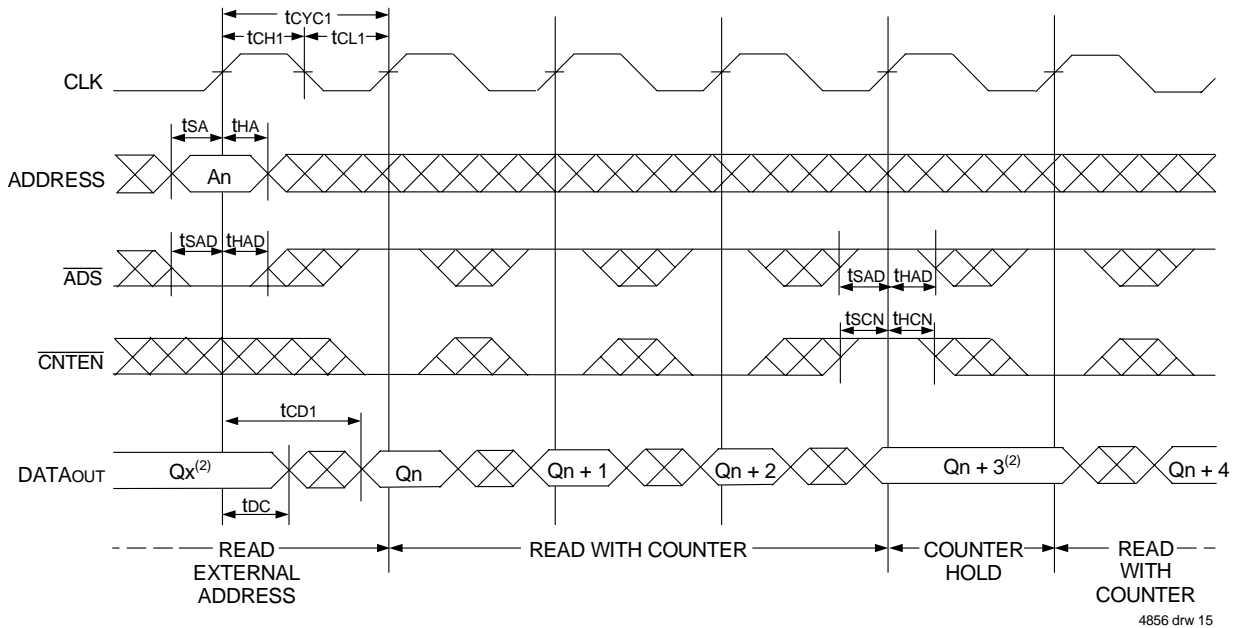 tCYC1
tCH1 tCL1
CLK
tSA tHA
ADDRESS An
tSAD tHAD
ADS
tSAD tHAD
tSCN tHCN
CNTEN
tCD1
DATAOUT Qx(2) Qn Qn + 1 Qn + 2 Qn + 3(2) Qn + 4
tDC
READ EXTERNAL ADDRESS
READ WITH COUNTER
COUNTER HOLD
READ WITH COUNTER
4856 drw 15